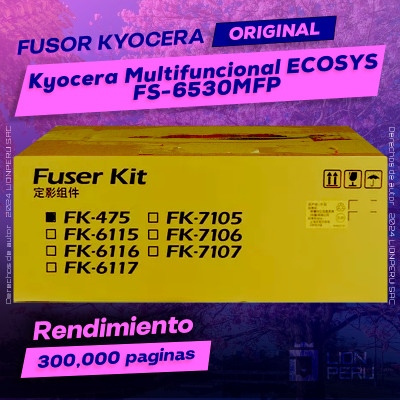 FUSOR KYOCERA
ORIGINAL
Kyocera Multifuncional ECOSYS
FS-6530MFP
Fuser Kit
定影组件
FK-475
FK-7105
FK-6115
FK-7106
FK-6116
FK-7107
FK-6117
Derechos de autor 2024 LIONPERU SAC
Derechos de autor 2024 LIONPERU SAC
Rendimiento
300,000 paginas
LION
PERU